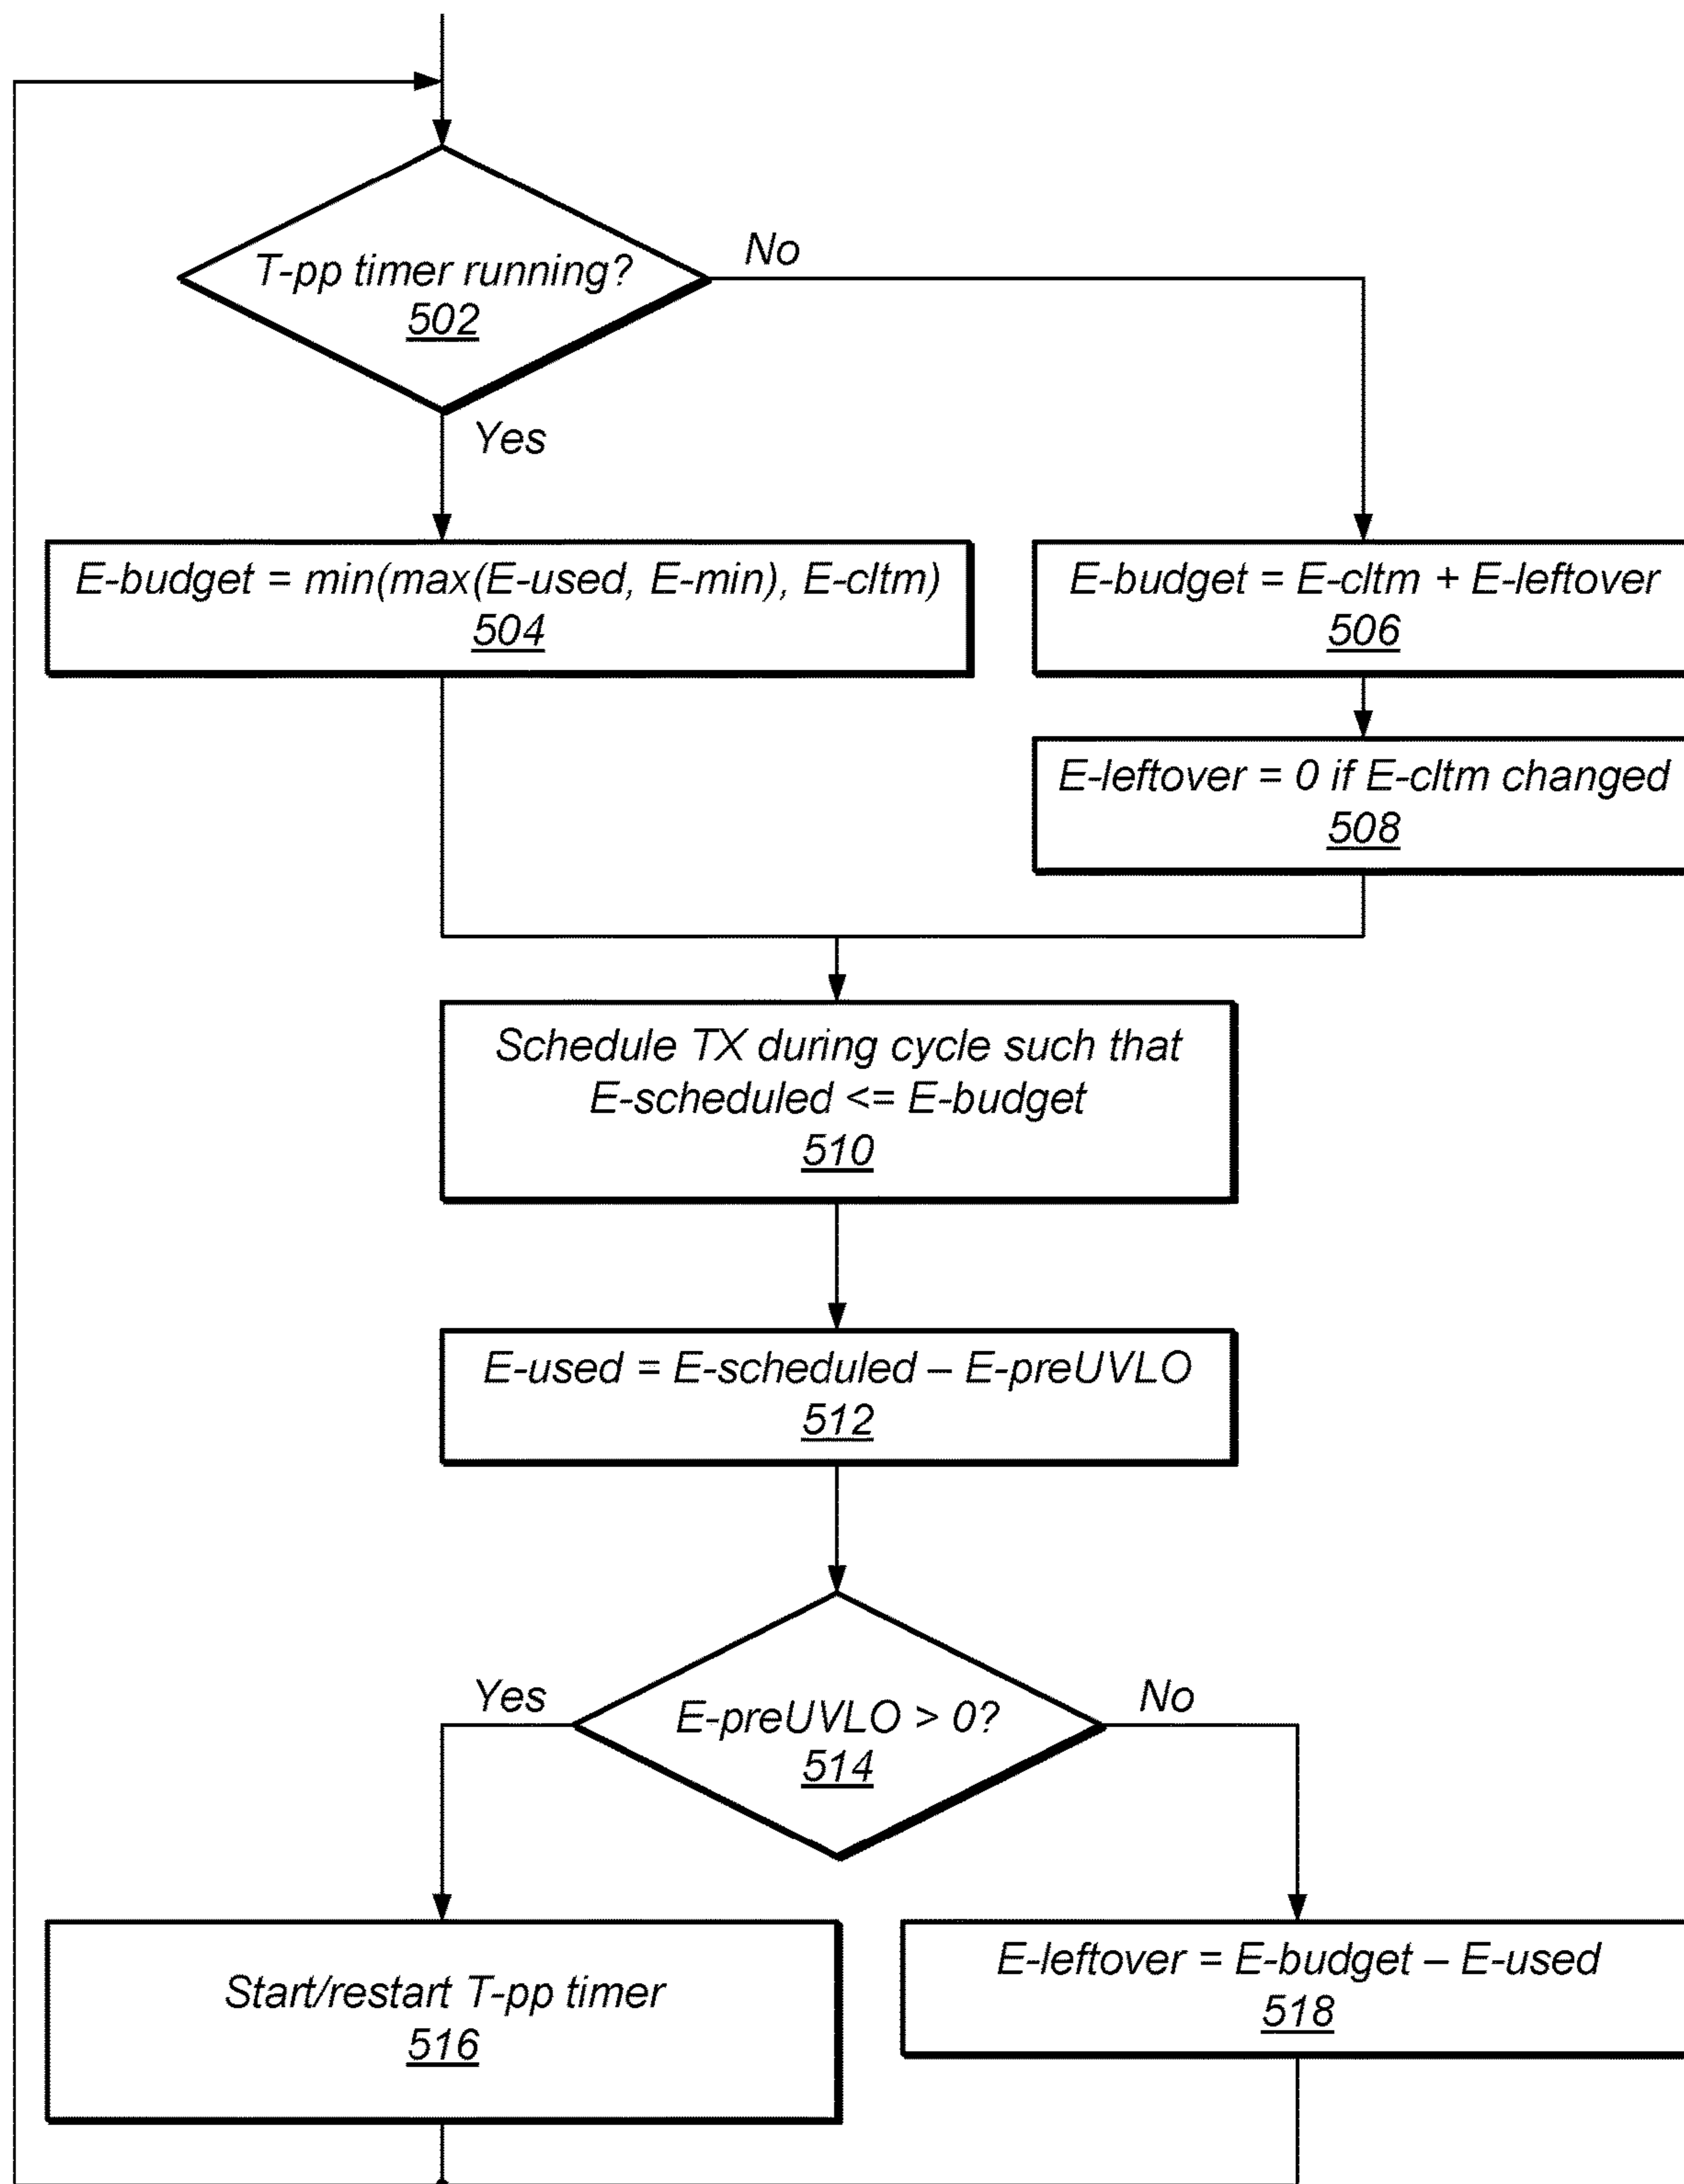 T-pp timer running?
502
No
Yes
E-budget = min(max(E-used, E-min), E-cltm)
504
E-budget = E-cltm + E-leftover
506
E-leftover = 0 if E-cltm changed
508
Schedule TX during cycle such that
E-scheduled <= E-budget
510
E-used = E-scheduled – E-preUVLO
512
E-preUVLO > 0?
514
Yes
No
Start/restart T-pp timer
516
E-leftover = E-budget – E-used
518